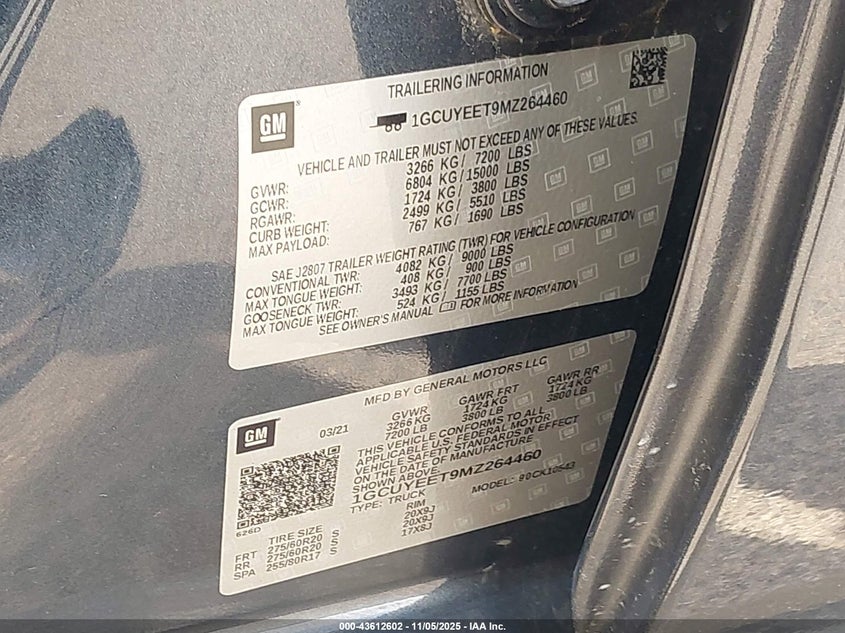 TRAILERING INFORMATION
GM
1GCUYEET9MZ264460
VEHICLE AND TRAILER MUST NOT EXCEED ANY OF THESE VALUES.
GVWR: 3266 KG / 7200 LBS
GCWR: 6804 KG / 15000 LBS
RGAWR: 1724 KG / 3800 LBS
CURB WEIGHT: 2499 KG / 5510 LBS
MAX PAYLOAD: 767 KG / 1690 LBS
SAE J2807 TRAILER WEIGHT RATING (TWR) FOR VEHICLE CONFIGURATION
CONVENTIONAL TWR: 4082 KG / 9000 LBS
MAX TONGUE WEIGHT: 408 KG / 900 LBS
GOOSENECK TWR: 3493 KG / 7700 LBS
MAX TONGUE WEIGHT: 524 KG / 1155 LBS
SEE OWNER'S MANUAL FOR MORE INFORMATION
GM
MFD BY GENERAL MOTORS LLC
03/21 GVWR GAWR FRT GAWR RR
3266 KG 1724 KG 1724 KG
7200 LB 3800 LB 3800 LB
THIS VEHICLE CONFORMS TO ALL
APPLICABLE U.S. FEDERAL MOTOR
VEHICLE SAFETY STANDARDS IN EFFECT
ON THE DATE OF MANUFACTURE
SHOWN ABOVE.
1GCUYEET9MZ264460
TYPE: TRUCK MODEL: 90CK10543
626D
TIRE SIZE RIM
FRT 275/60R20 S 20X9J
RR 275/60R20 S 20X9J
SPA 255/80R17 S 17X8J
000-43612602 - 11/05/2025 - IAA Inc.